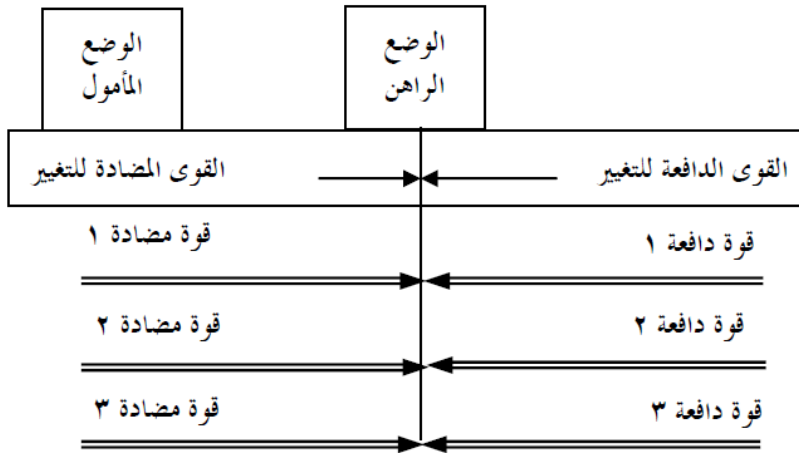 الوضع
الراهن
الوضع
المأمول
القوى الدافعة للتغيير
القوى المضادة للتغيير
قوة دافعة ١
قوة مضادة ١
قوة دافعة ٢
قوة مضادة ٢
قوة دافعة ٣
قوة مضادة ٣